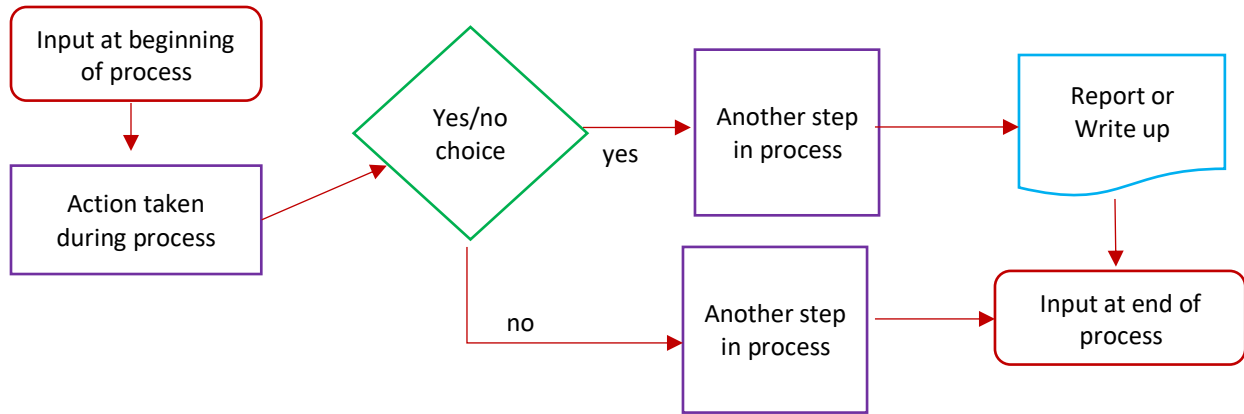 Input at beginning
of process
Action taken
during process
Yes/no
choice
yes
no
Another step
in process
Another step
in process
Report or
Write up
Input at end of
process